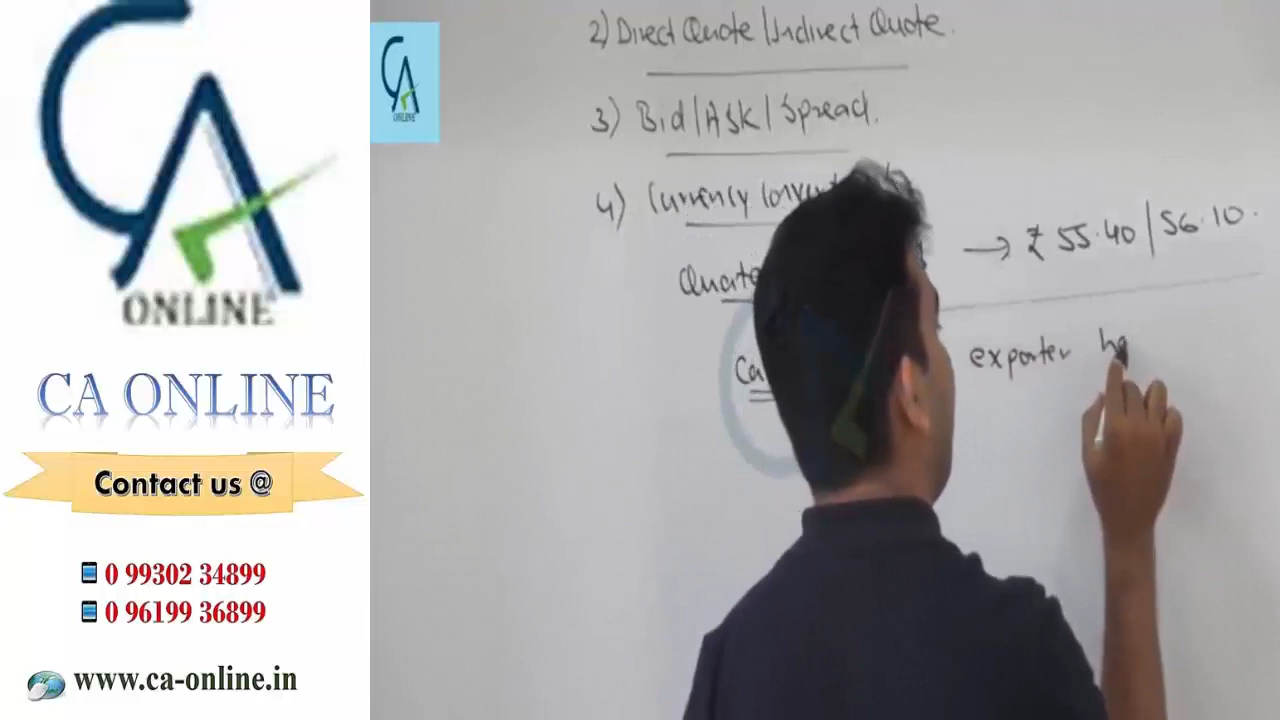 CA
ONLINE
CA ONLINE
Contact us @
0 99302 34899
0 96199 36899
www.ca-online.in
CA
ONLINE
2) Direct Quote / Indirect Quote.
3) Bid / Ask / Spread.
4) Currency
→ ₹ 55.40 / 56.10.
exporter